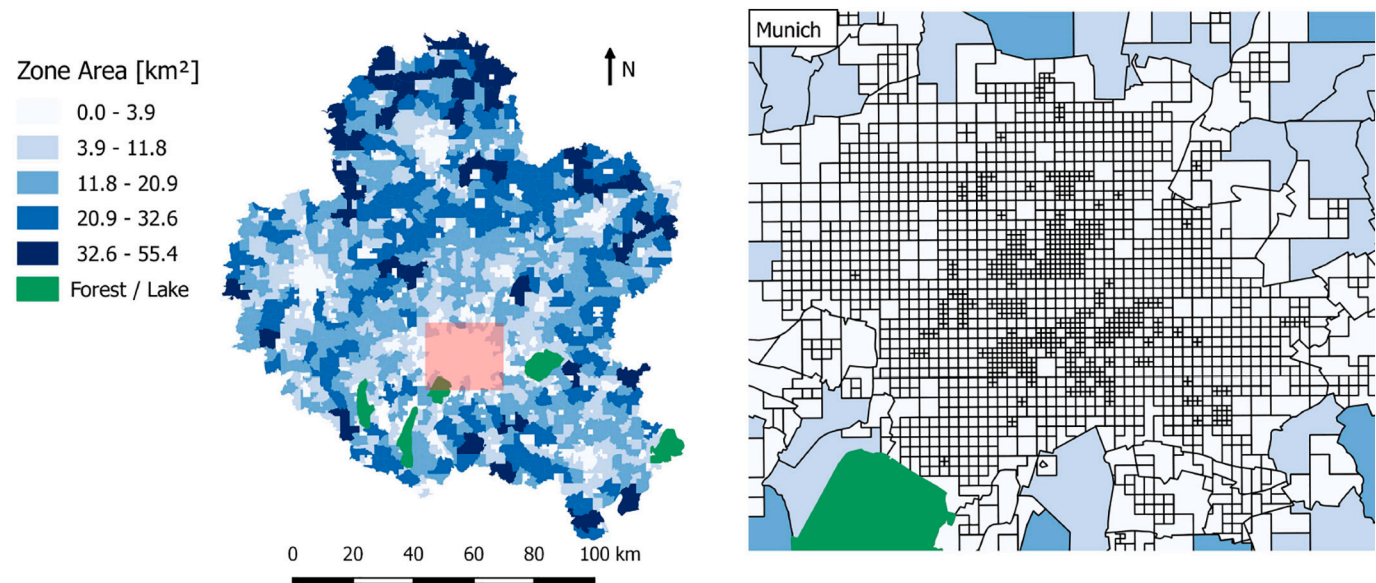 Zone Area [km²]
0.0 - 3.9
3.9 - 11.8
11.8 - 20.9
20.9 - 32.6
32.6 - 55.4
Forest / Lake
N
0 20 40 60 80 100 km
Munich